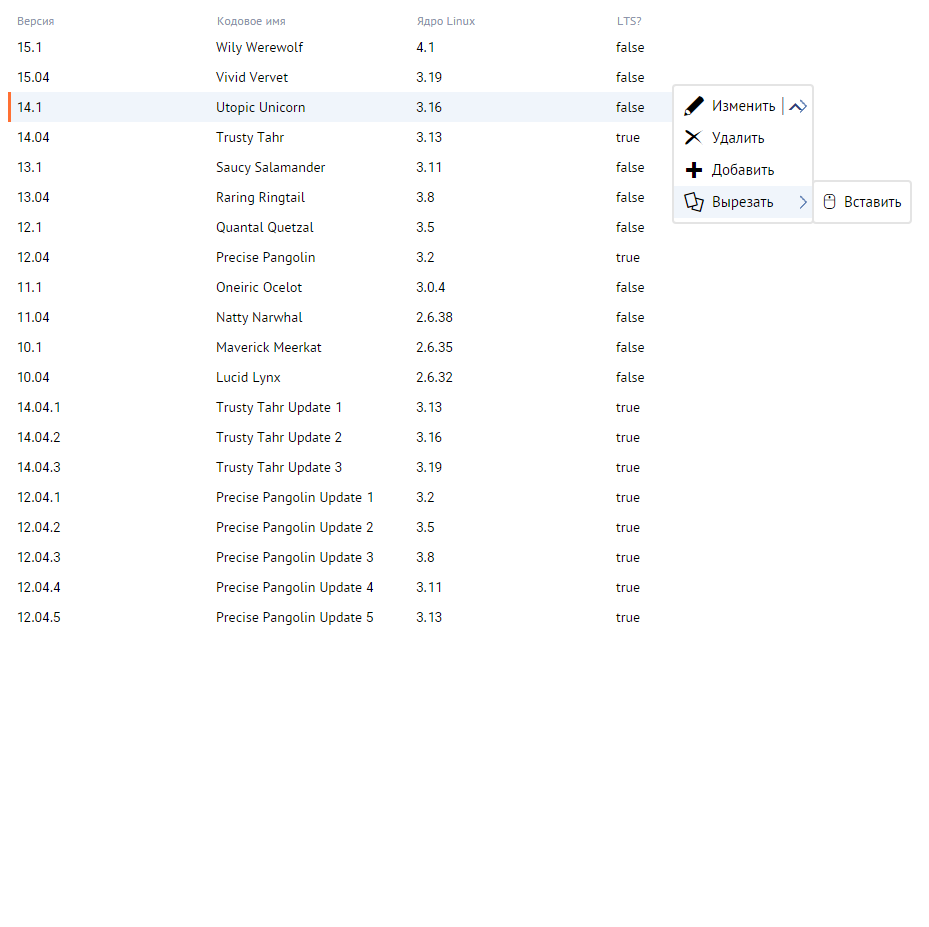 Версия Кодовое имя Ядро Linux LTS?
15.1 Wily Werewolf 4.1 false
15.04 Vivid Vervet 3.19 false
14.1 Utopic Unicorn 3.16 false Изменить
14.04 Trusty Tahr 3.13 true Удалить
13.1 Saucy Salamander 3.11 false Добавить
13.04 Raring Ringtail 3.8 false Вырезать Вставить
12.1 Quantal Quetzal 3.5 false
12.04 Precise Pangolin 3.2 true
11.1 Oneiric Ocelot 3.0.4 false
11.04 Natty Narwhal 2.6.38 false
10.1 Maverick Meerkat 2.6.35 false
10.04 Lucid Lynx 2.6.32 false
14.04.1 Trusty Tahr Update 1 3.13 true
14.04.2 Trusty Tahr Update 2 3.16 true
14.04.3 Trusty Tahr Update 3 3.19 true
12.04.1 Precise Pangolin Update 1 3.2 true
12.04.2 Precise Pangolin Update 2 3.5 true
12.04.3 Precise Pangolin Update 3 3.8 true
12.04.4 Precise Pangolin Update 4 3.11 true
12.04.5 Precise Pangolin Update 5 3.13 true